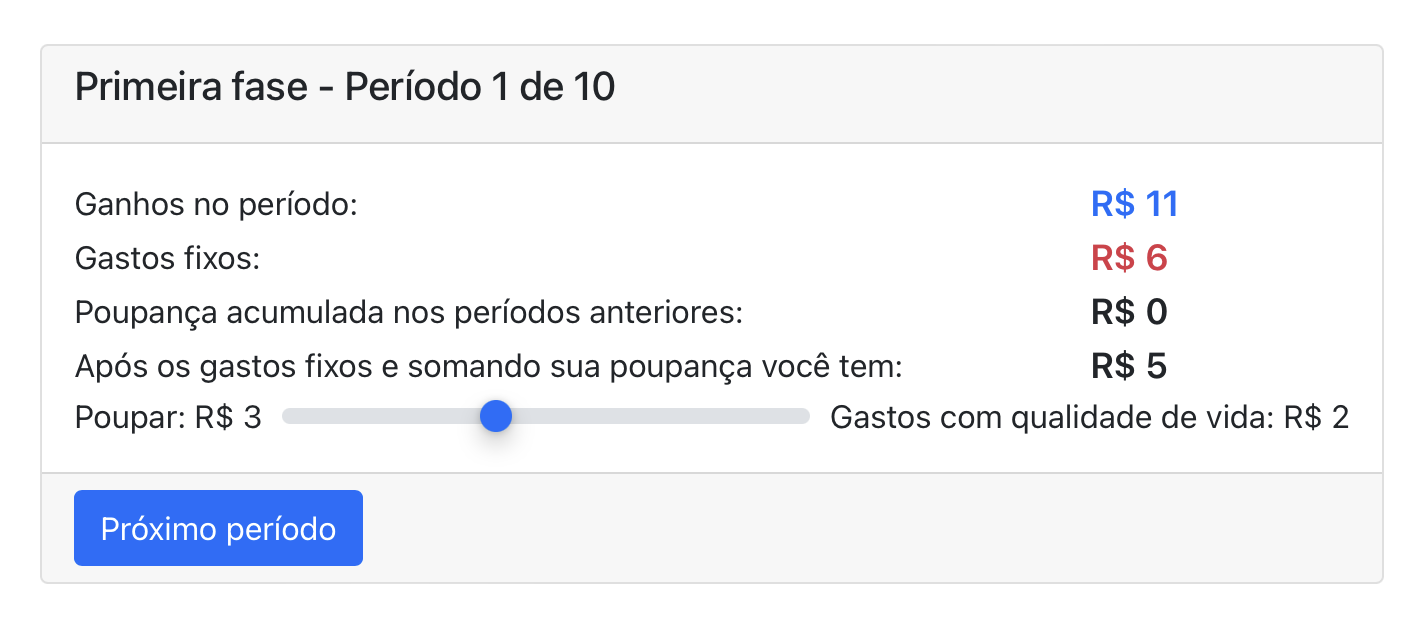 Primeira fase - Período 1 de 10
Ganhos no período: R$ 11
Gastos fixos: R$ 6
Poupança acumulada nos períodos anteriores: R$ 0
Após os gastos fixos e somando sua poupança você tem: R$ 5
Poupar: R$ 3 Gastos com qualidade de vida: R$ 2
Próximo período